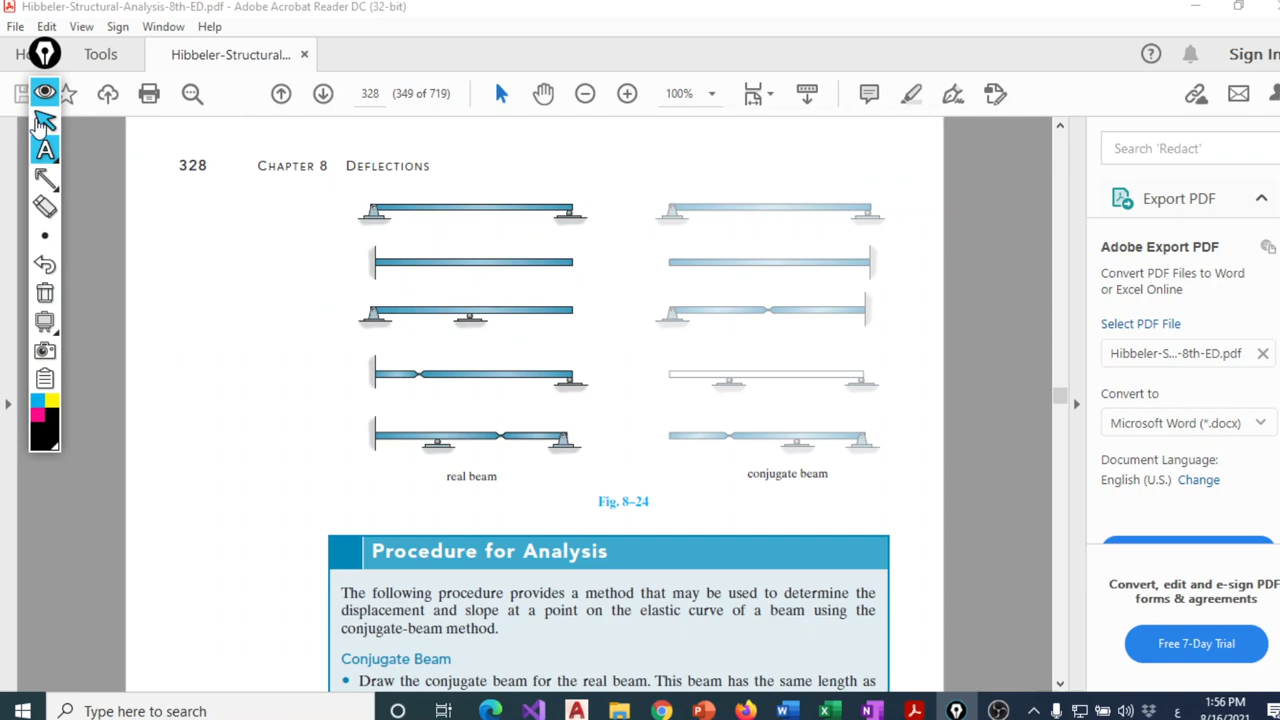 Hibbeler-Structural-Analysis-8th-ED.pdf - Adobe Acrobat Reader DC (32-bit)
File Edit View Sign Window Help
Tools Hibbeler-Structural... × Sign In
328 (349 of 719) 100%
328 CHAPTER 8 DEFLECTIONS
real beam conjugate beam
Fig. 8–24
Procedure for Analysis
The following procedure provides a method that may be used to determine the
displacement and slope at a point on the elastic curve of a beam using the
conjugate-beam method.
Conjugate Beam
• Draw the conjugate beam for the real beam. This beam has the same length as
Search 'Redact'
Export PDF
Adobe Export PDF
Convert PDF Files to Word
or Excel Online
Select PDF File
Hibbeler-S...-8th-ED.pdf
Convert to
Microsoft Word (*.docx)
Document Language:
English (U.S.) Change
Convert, edit and e-sign PDF
forms & agreements
Free 7-Day Trial
Type here to search
ع
1:56 PM
9/16/2021